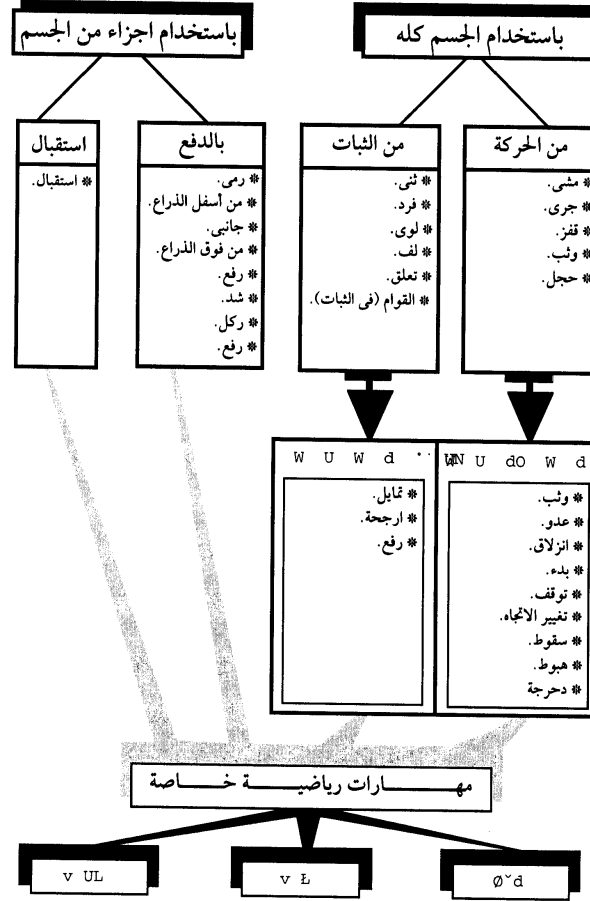 باستخدام الجسم كله
باستخدام اجزاء من الجسم
من الحركة
* مشى.
* جرى.
* قفز.
* وثب.
* حجل.
من الثبات
* ثنى.
* فرد.
* لوى.
* لف.
* تعلق.
* القوام (فى الثبات).
بالدفع
* رمى.
* من أسفل الذراع.
* جانبى.
* من فوق الذراع.
* رفع.
* شد.
* ركل.
* رفع.
استقبال
* استقبال.
U dO W d
* وثب.
* عدو.
* انزلاق.
* بدء.
* توقف.
* تغيير الاتجاه.
* سقوط.
* هبوط.
* دحرجة
W U W d
* تمايل.
* ارجحة.
* رفع.
مهـــارات رياضيـــة خـــاصة
Ø˘d
v Ł
v UL